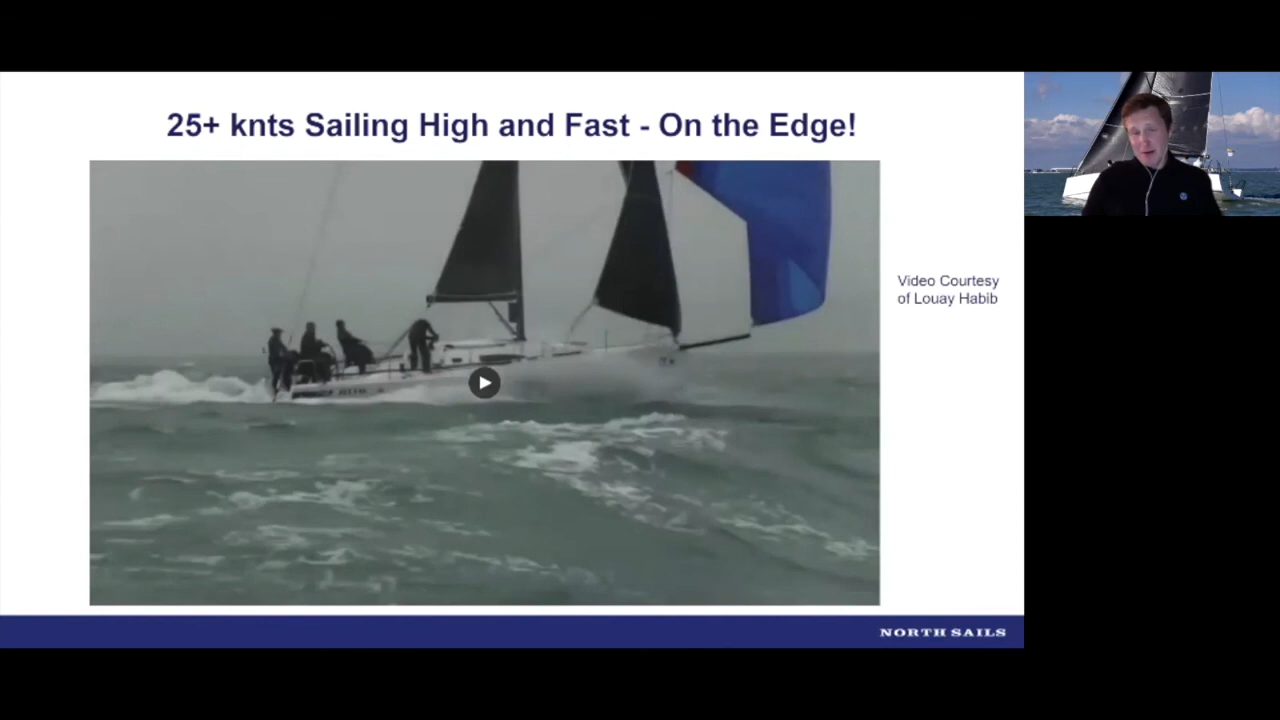 25+ knts Sailing High and Fast - On the Edge!
Video Courtesy
of Louay Habib
NORTH SAILS